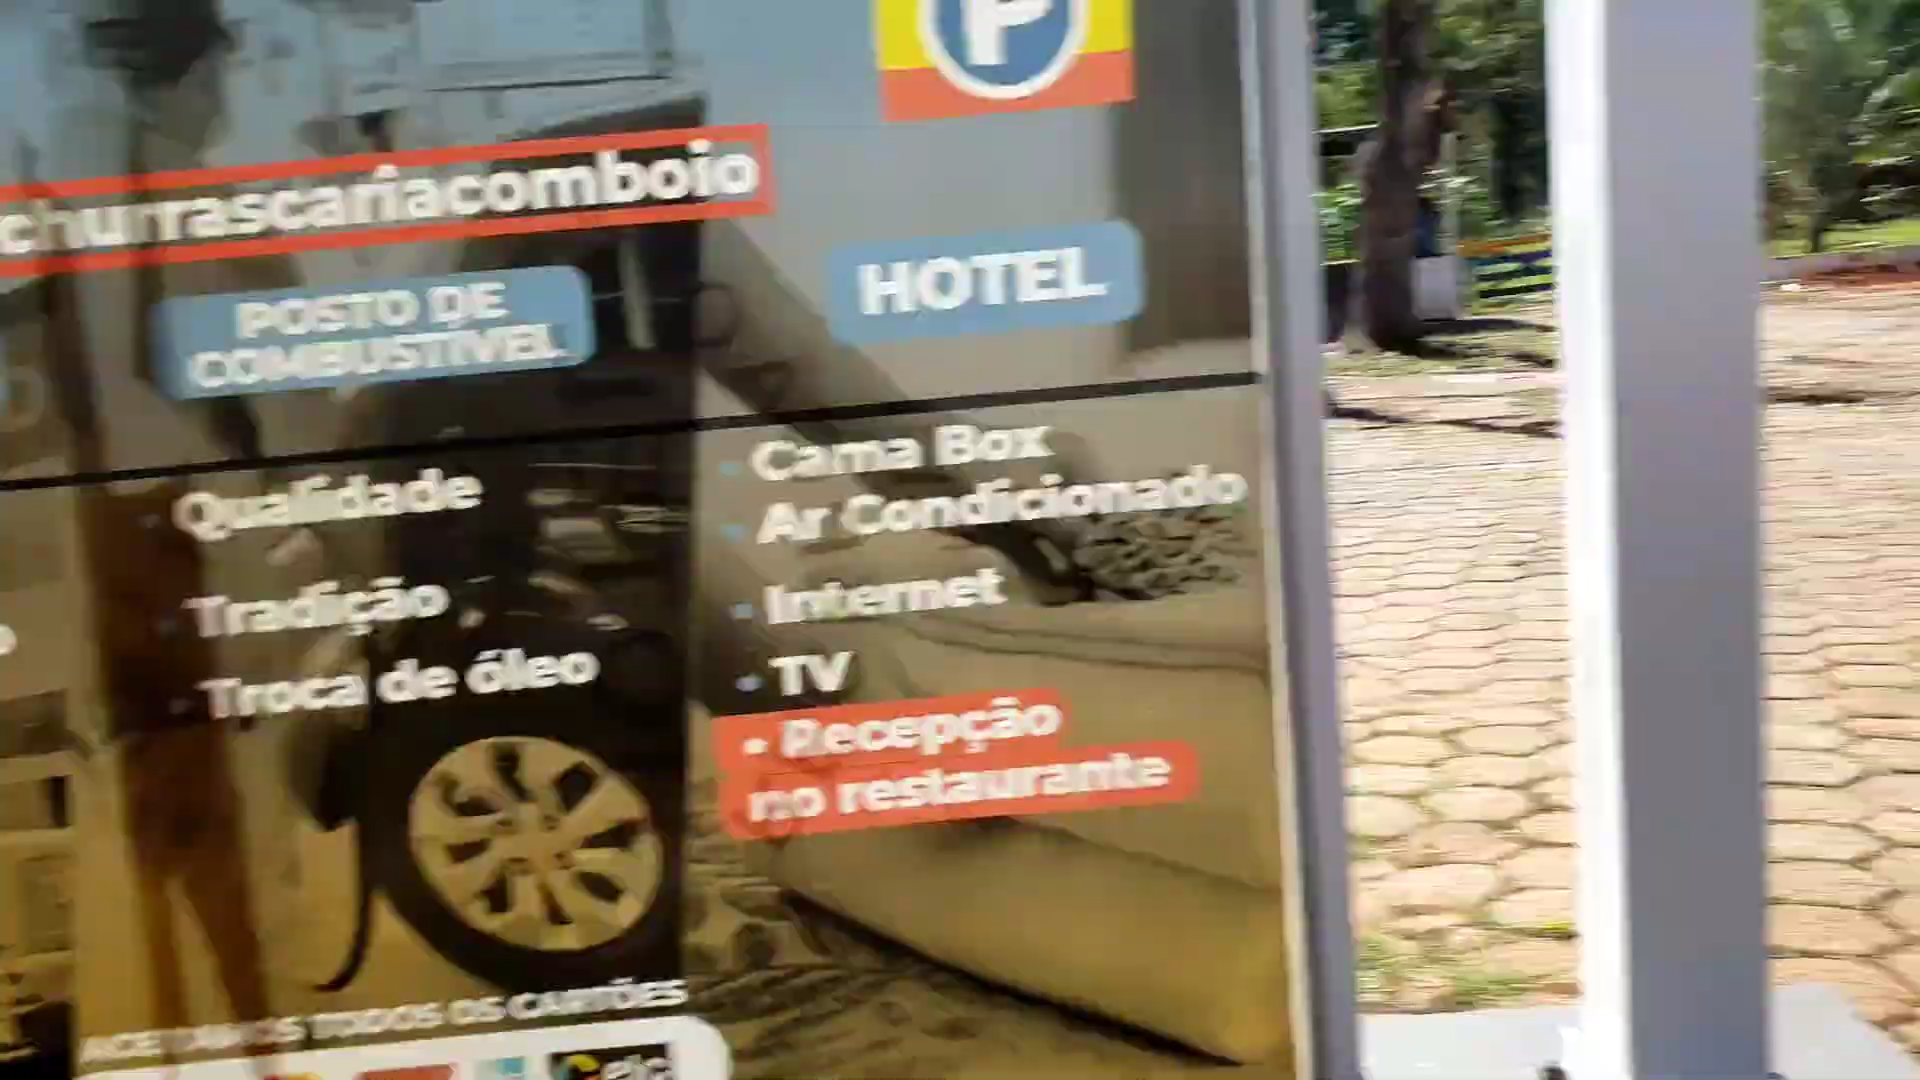 P
churrascariacomboio
POSTO DE
COMBUSTÍVEL
• Qualidade
• Tradição
• Troca de óleo
HOTEL
• Cama Box
• Ar Condicionado
• Internet
• TV
• Recepção
no restaurante
ACEITAMOS TODOS OS CARTÕES
elo